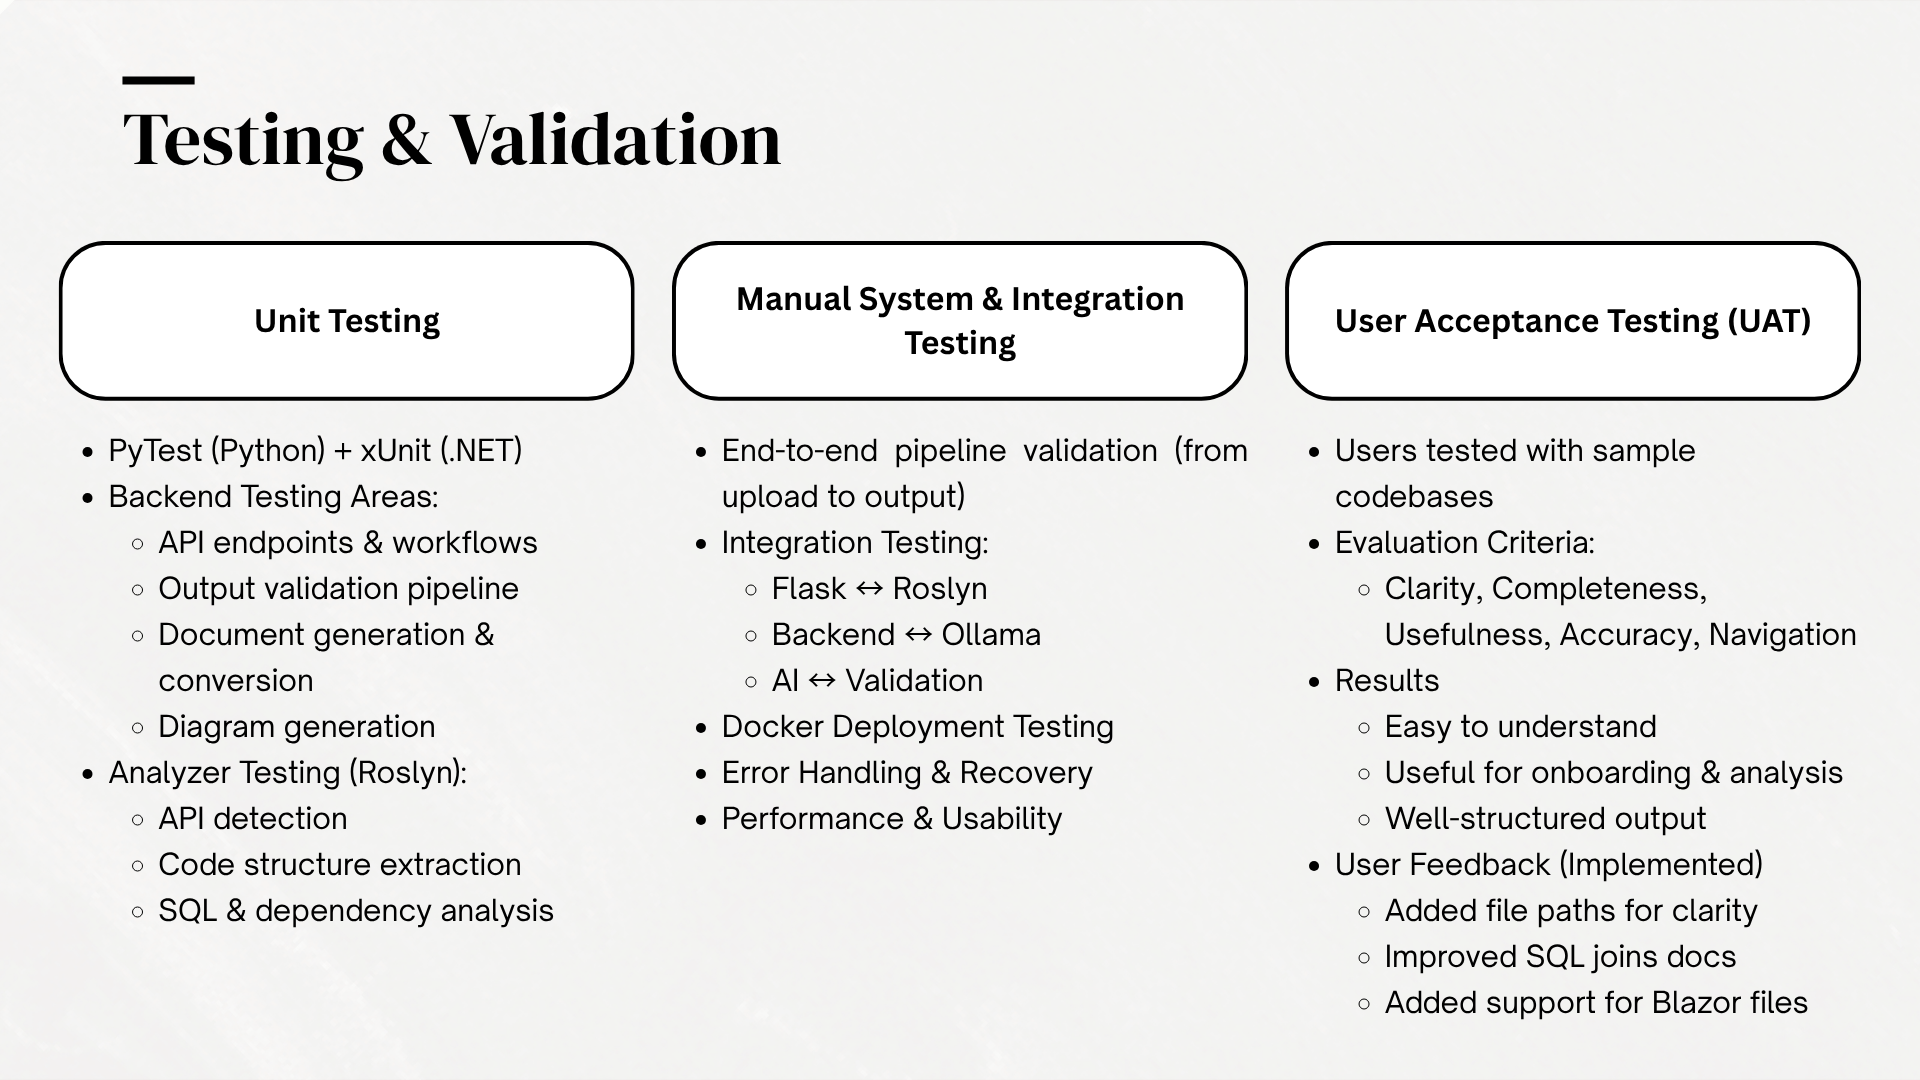 Testing & Validation
Unit Testing
• PyTest (Python) + xUnit (.NET)
• Backend Testing Areas:
◦ API endpoints & workflows
◦ Output validation pipeline
◦ Document generation &
conversion
◦ Diagram generation
• Analyzer Testing (Roslyn):
◦ API detection
◦ Code structure extraction
◦ SQL & dependency analysis
Manual System & Integration
Testing
• End-to-end pipeline validation (from
upload to output)
• Integration Testing:
◦ Flask ↔ Roslyn
◦ Backend ↔ Ollama
◦ AI ↔ Validation
• Docker Deployment Testing
• Error Handling & Recovery
• Performance & Usability
User Acceptance Testing (UAT)
• Users tested with sample
codebases
• Evaluation Criteria:
◦ Clarity, Completeness,
Usefulness, Accuracy, Navigation
• Results
◦ Easy to understand
◦ Useful for onboarding & analysis
◦ Well-structured output
• User Feedback (Implemented)
◦ Added file paths for clarity
◦ Improved SQL joins docs
◦ Added support for Blazor files